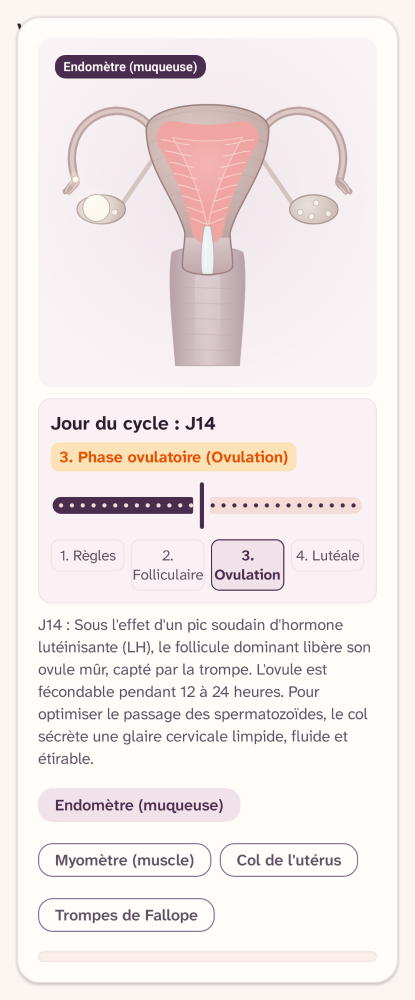 Endomètre (muqueuse)
Jour du cycle : J14
3. Phase ovulatoire (Ovulation)
1. Règles
2.
Folliculaire
3.
Ovulation
4. Lutéale
J14 : Sous l'effet d'un pic soudain d'hormone
lutéinisante (LH), le follicule dominant libère son
ovule mûr, capté par la trompe. L'ovule est
fécondable pendant 12 à 24 heures. Pour
optimiser le passage des spermatozoïdes, le col
sécrète une glaire cervicale limpide, fluide et
étirable.
Endomètre (muqueuse)
Myomètre (muscle)
Col de l'utérus
Trompes de Fallope